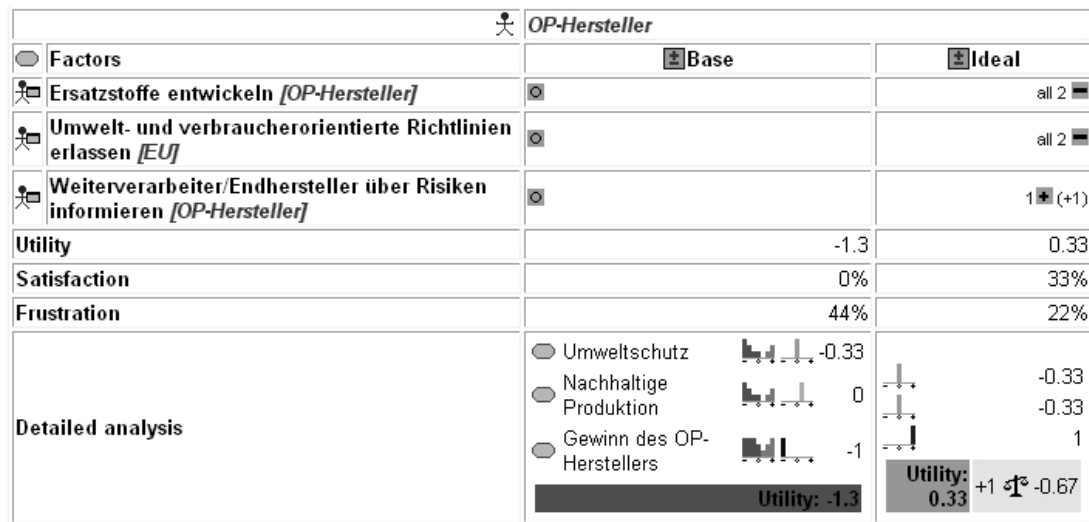 OP-Hersteller
Factors ± Base ± Ideal
Ersatzstoffe entwickeln [OP-Hersteller] all 2
Umwelt- und verbraucherorientierte Richtlinien
erlassen [EU] all 2
Weiterverarbeiter/Endhersteller über Risiken
informieren [OP-Hersteller] 1 + (+1)
Utility -1.3 0.33
Satisfaction 0% 33%
Frustration 44% 22%
Detailed analysis
Umweltschutz -0.33
Nachhaltige
Produktion 0
Gewinn des OP-
Herstellers -1
Utility: -1.3
-0.33
-0.33
1
Utility:
0.33 +1 -0.67